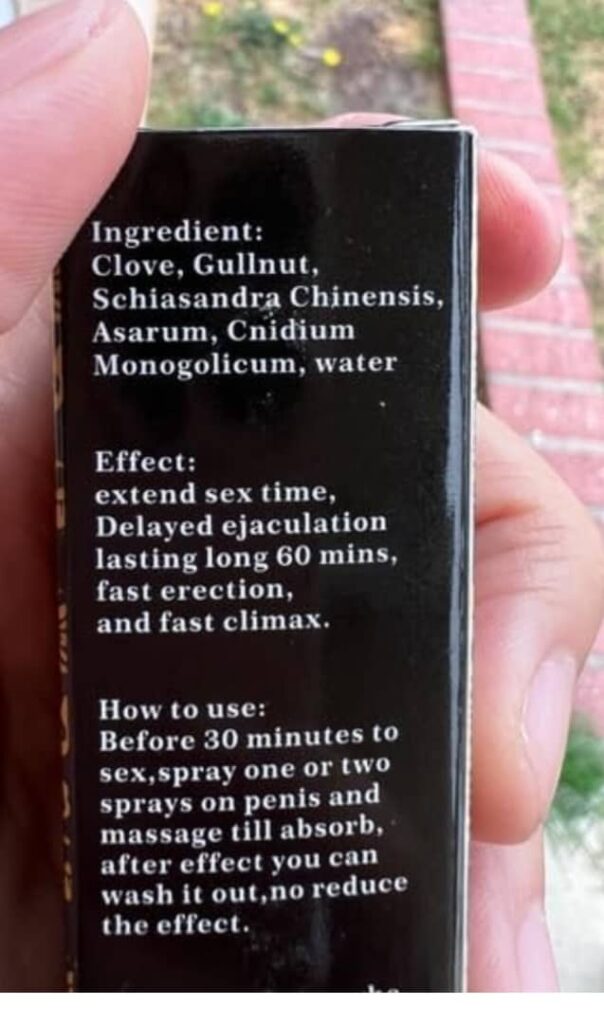 Ingredient:
Clove, Gullnut,
Schiasandra Chinensis,
Asarum, Cnidium
Monogolicum, water
Effect:
extend sex time,
Delayed ejaculation
lasting long 60 mins,
fast erection,
and fast climax.
How to use:
Before 30 minutes to
sex,spray one or two
sprays on penis and
massage till absorb,
after effect you can
wash it out,no reduce
the effect.